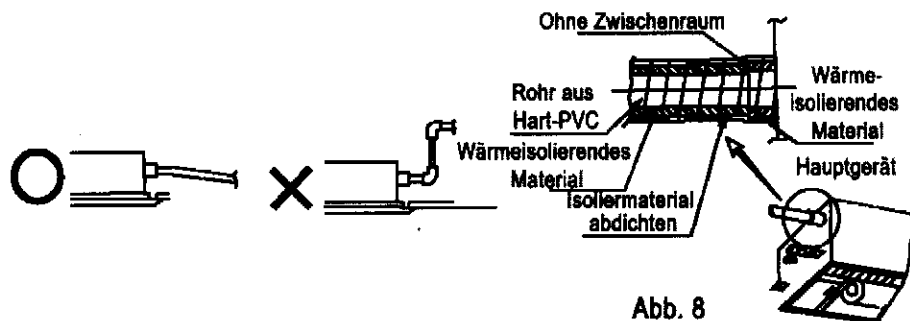 Ohne Zwischenraum
Rohr aus
Hart-PVC
Wärmeisolierendes
Material
Isoliermaterial
abdichten
Wärme-
isolierendes
Material
Hauptgerät
Abb. 8